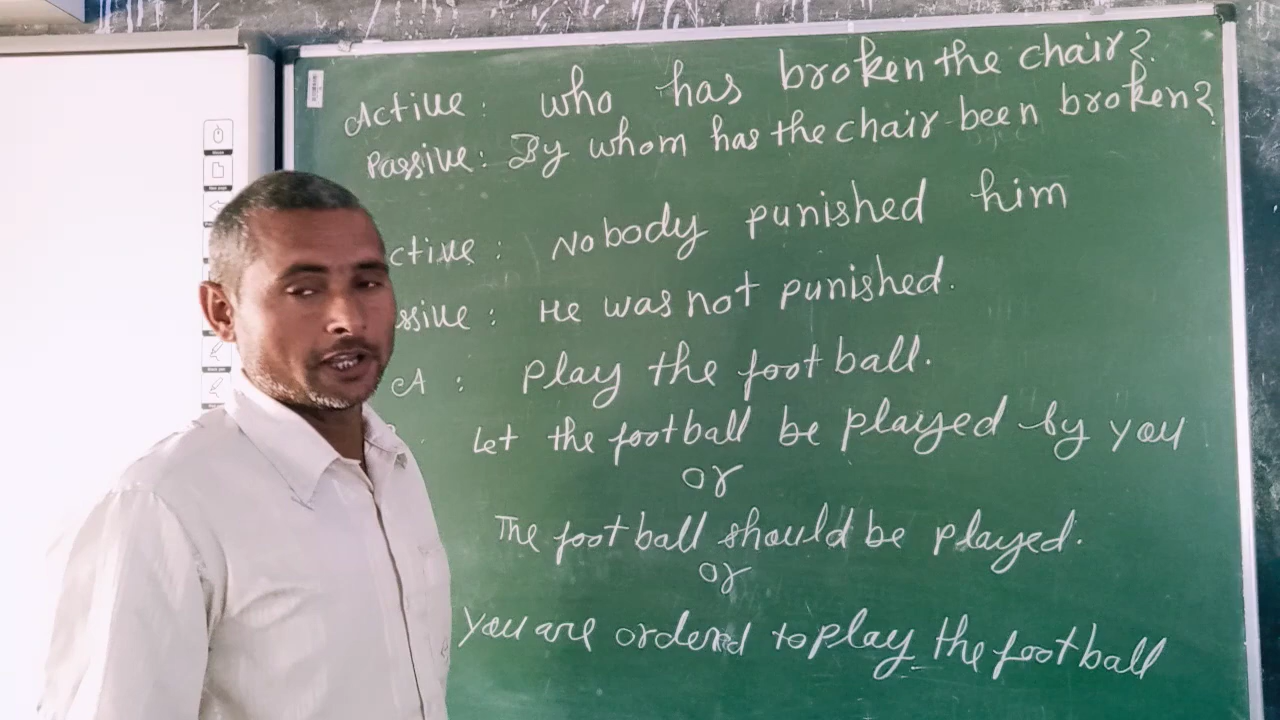 Active: who has broken the chair?
Passive: By whom has the chair been broken?
ctive: Nobody punished him
ssive: He was not punished.
A: Play the football.
Let the football be played by you
or
The football should be played.
or
you are ordered to play the football